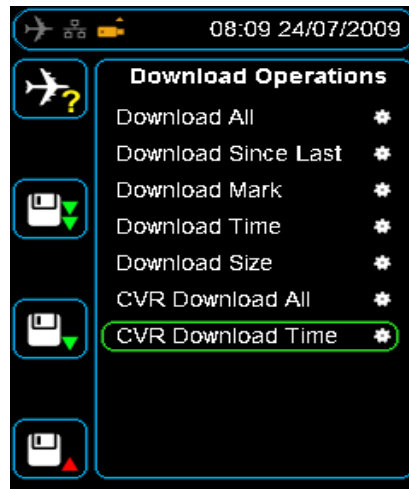 08:09 24/07/2009
?
Download Operations
Download All
Download Since Last
Download Mark
Download Time
Download Size
CVR Download All
CVR Download Time